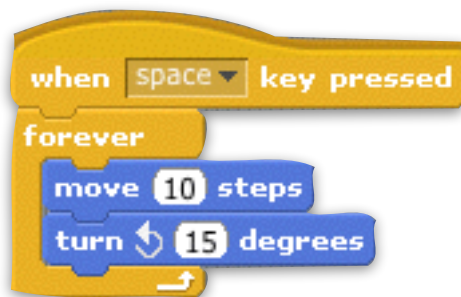 when space key pressed
forever
move 10 steps
turn 15 degrees